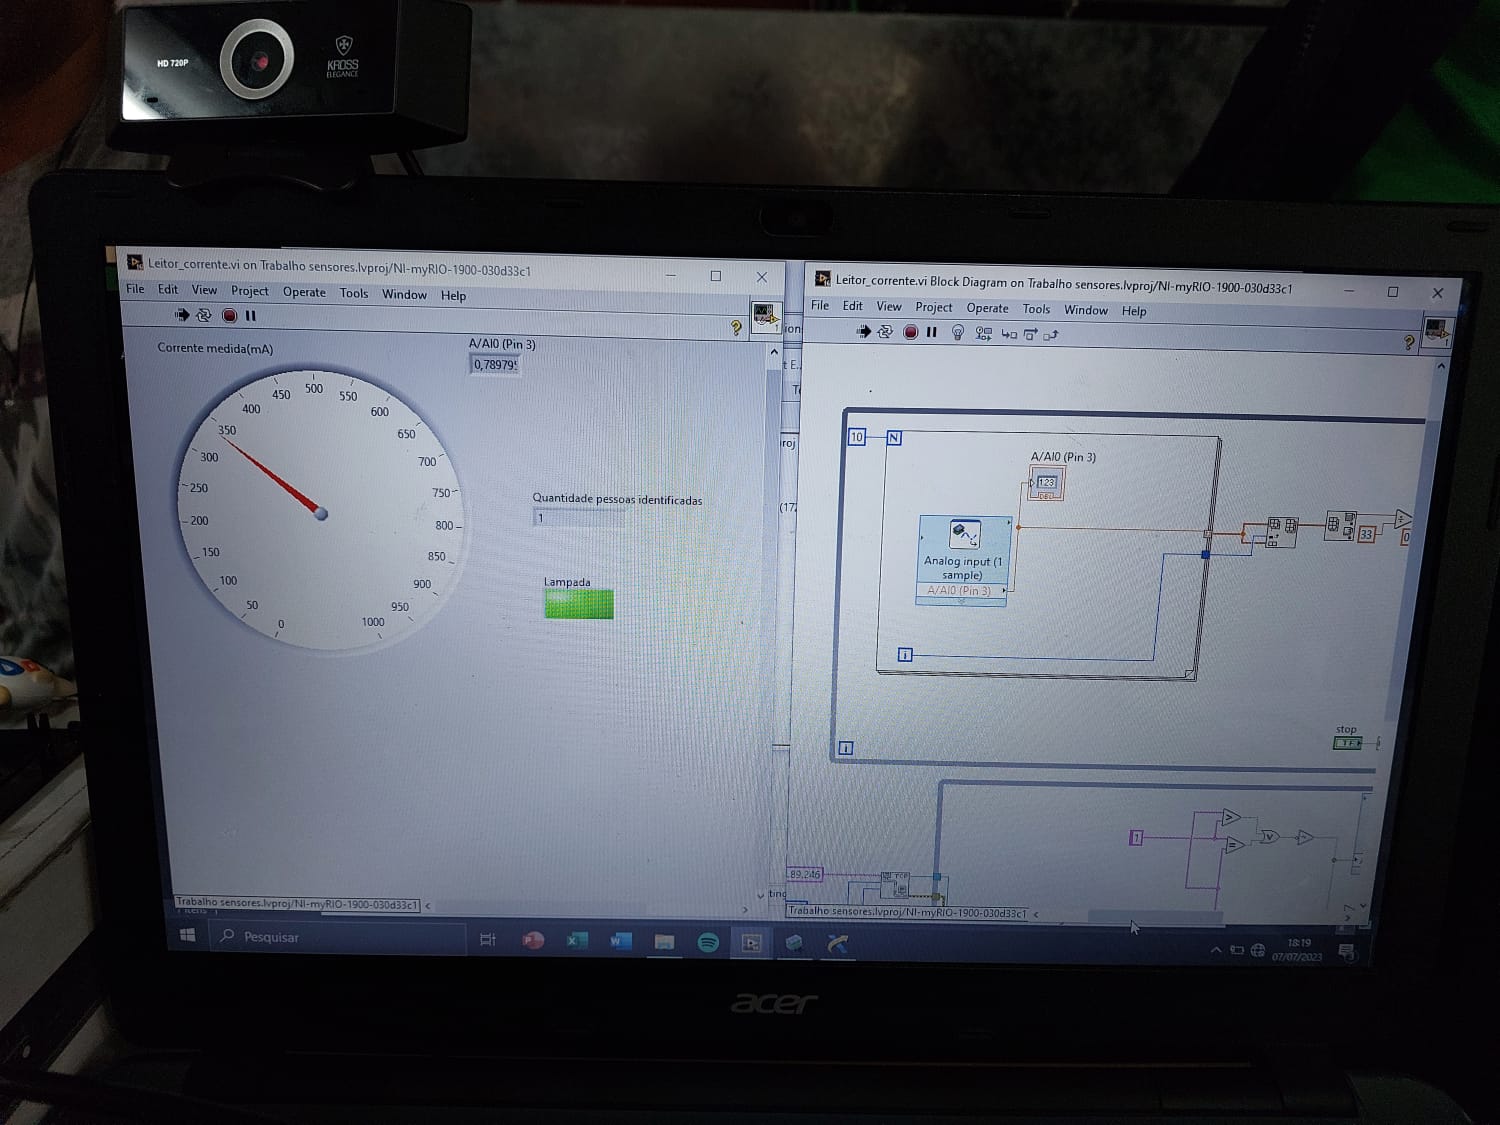 HD 720P
KROSS
ELEGANCE
Leitor_corrente.vi on Trabalho sensores.lvproj/NI-myRIO-1900-030d33c1
File Edit View Project Operate Tools Window Help
Corrente medida(mA)
A/AI0 (Pin 3)
0,78979
0
50
100
150
200
250
300
350
400
450
500
550
600
650
700
750
800
850
900
950
1000
Quantidade pessoas identificadas
1
Lampada
Trabalho sensores.lvproj/NI-myRIO-1900-030d33c1
Leitor_corrente.vi Block Diagram on Trabalho sensores.lvproj/NI-myRIO-1900-030d33c1
File Edit View Project Operate Tools Window Help
10
N
A/AI0 (Pin 3)
1.23
DBL
Analog input (1
sample)
A/AI0 (Pin 3)
i
33
0
stop
TF
i
1
89.246
TCP
Trabalho sensores.lvproj/NI-myRIO-1900-030d33c1
Pesquisar
18:19
07/07/2023
acer